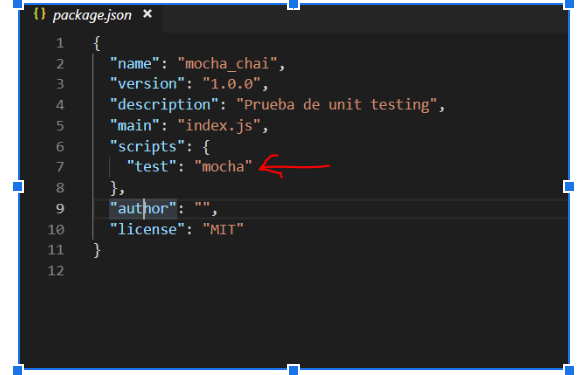 {} package.json ×
1 {
2 "name": "mocha_chai",
3 "version": "1.0.0",
4 "description": "Prueba de unit testing",
5 "main": "index.js",
6 "scripts": {
7 "test": "mocha"
8 },
9 "author": "",
10 "license": "MIT"
11 }
12